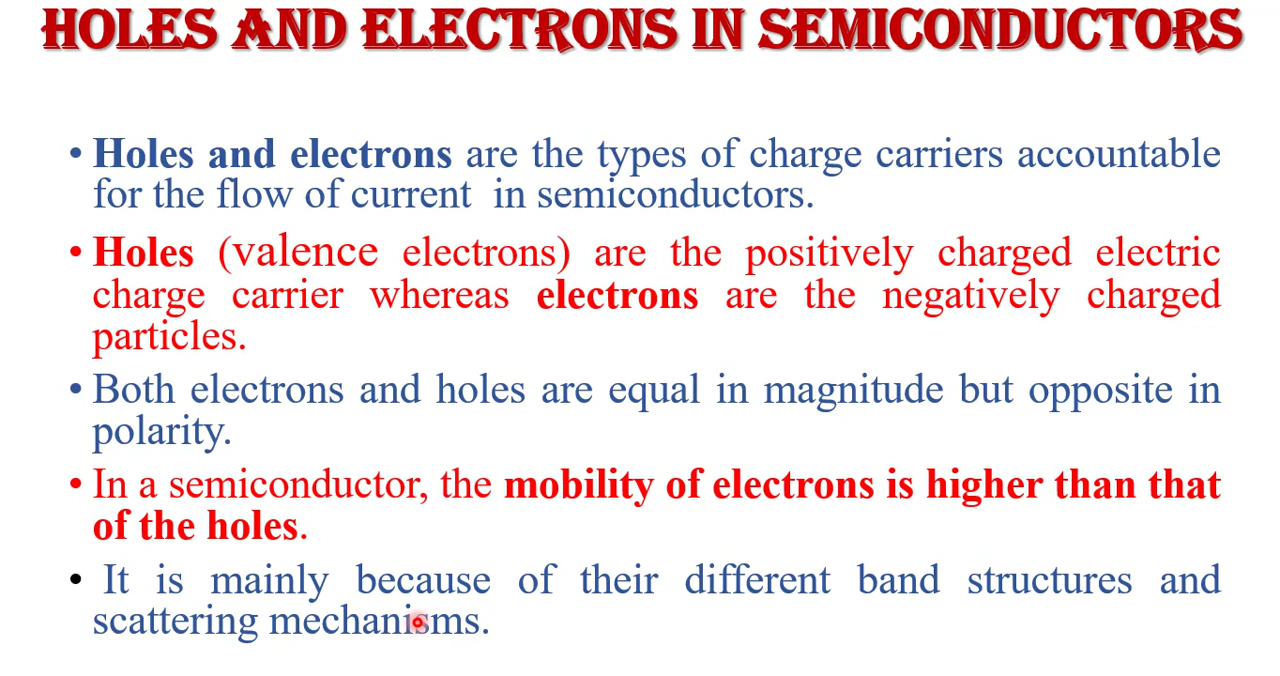 HOLES AND ELECTRONS IN SEMICONDUCTORS
• Holes and electrons are the types of charge carriers accountable
for the flow of current in semiconductors.
• Holes (valence electrons) are the positively charged electric
charge carrier whereas electrons are the negatively charged
particles.
• Both electrons and holes are equal in magnitude but opposite in
polarity.
• In a semiconductor, the mobility of electrons is higher than that
of the holes.
• It is mainly because of their different band structures and
scattering mechanisms.